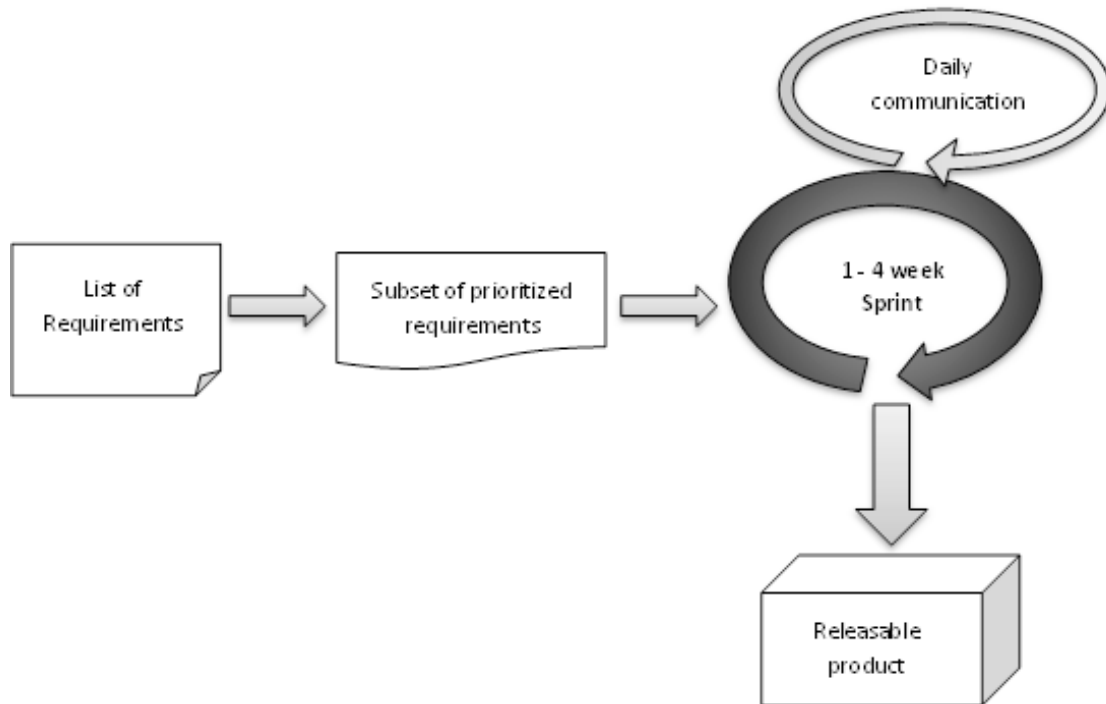 List of
Requirements
Subset of prioritized
requirements
Daily
communication
1 - 4 week
Sprint
Releasable
product